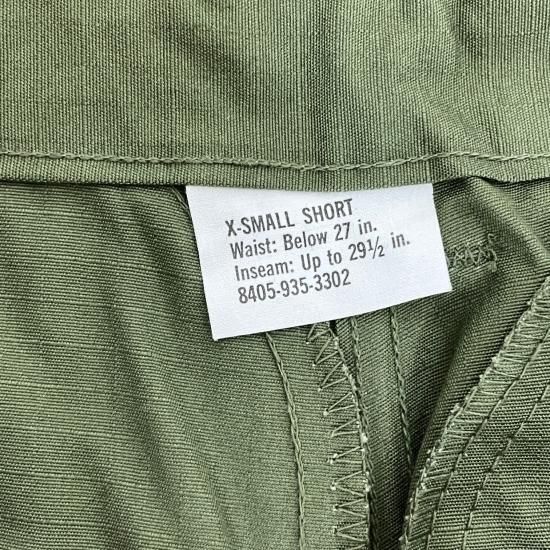 X-SMALL SHORT
Waist: Below 27 in.
Inseam: Up to 29½ in.
8405-935-3302